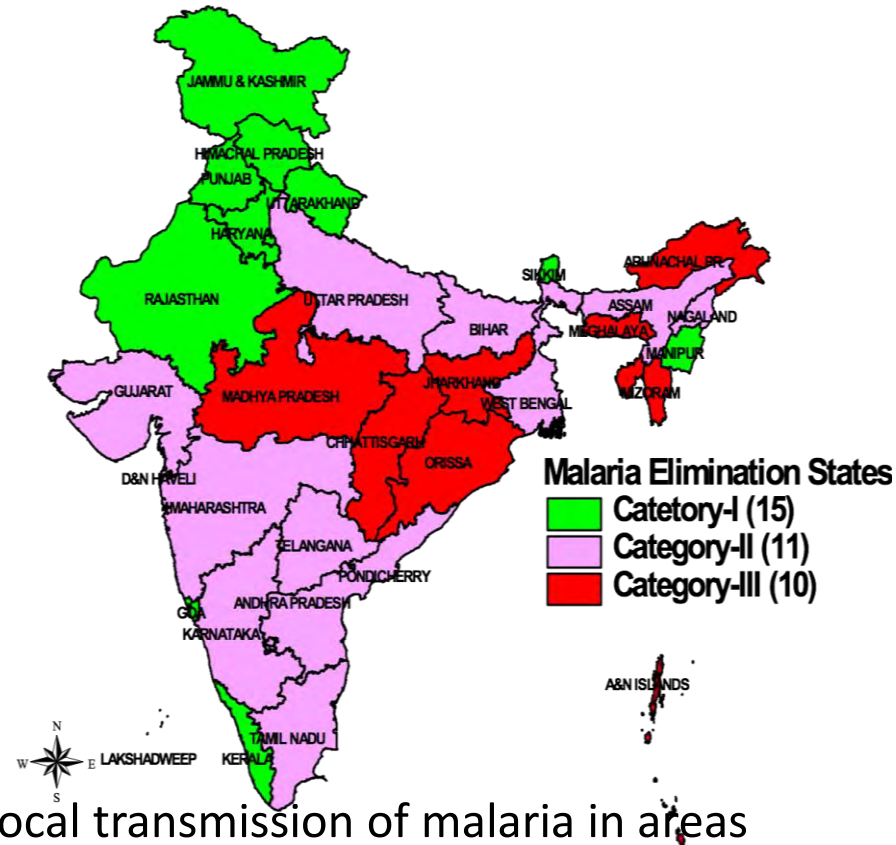 JAMMU & KASHMIR
HIMACHAL PRADESH
PUNJAB
UTTARAKHAND
HARYANA
RAJASTHAN
UTTAR PRADESH
SIKKIM
ARUNACHAL PR.
ASSAM
NAGALAND
BIHAR
MEGHALAYA
MANIPUR
GUJARAT
MADHYA PRADESH
JHARKHAND
MIZORAM
WEST BENGAL
CHHATTISGARH
ORISSA
D&N HAVELI
MAHARASHTRA
Malaria Elimination States
Catetory-I (15)
Category-II (11)
Category-III (10)
TELANGANA
PONDICHERRY
GOA
ANDHRA PRADESH
KARNATAKA
A&N ISLANDS
TAMIL NADU
LAKSHADWEEP
KERALA
N
W
E
S
ocal transmission of malaria in areas